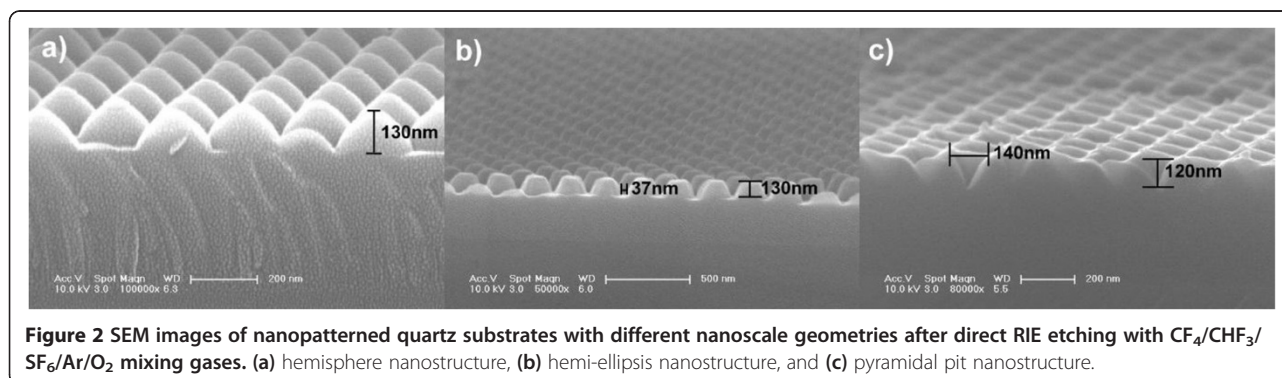 a)
130nm
Acc.V Spot Magn WD 200 nm
10.0 kV 3.0 100000x 6.3
b)
37nm 130nm
Acc.V Spot Magn WD 500 nm
10.0 kV 3.0 50000x 6.0
c)
140nm
120nm
Acc.V Spot Magn WD 200 nm
10.0 kV 3.0 80000x 5.5
Figure 2 SEM images of nanopatterned quartz substrates with different nanoscale geometries after direct RIE etching with CF₄/CHF₃/
SF₆/Ar/O₂ mixing gases. (a) hemisphere nanostructure, (b) hemi-ellipsis nanostructure, and (c) pyramidal pit nanostructure.